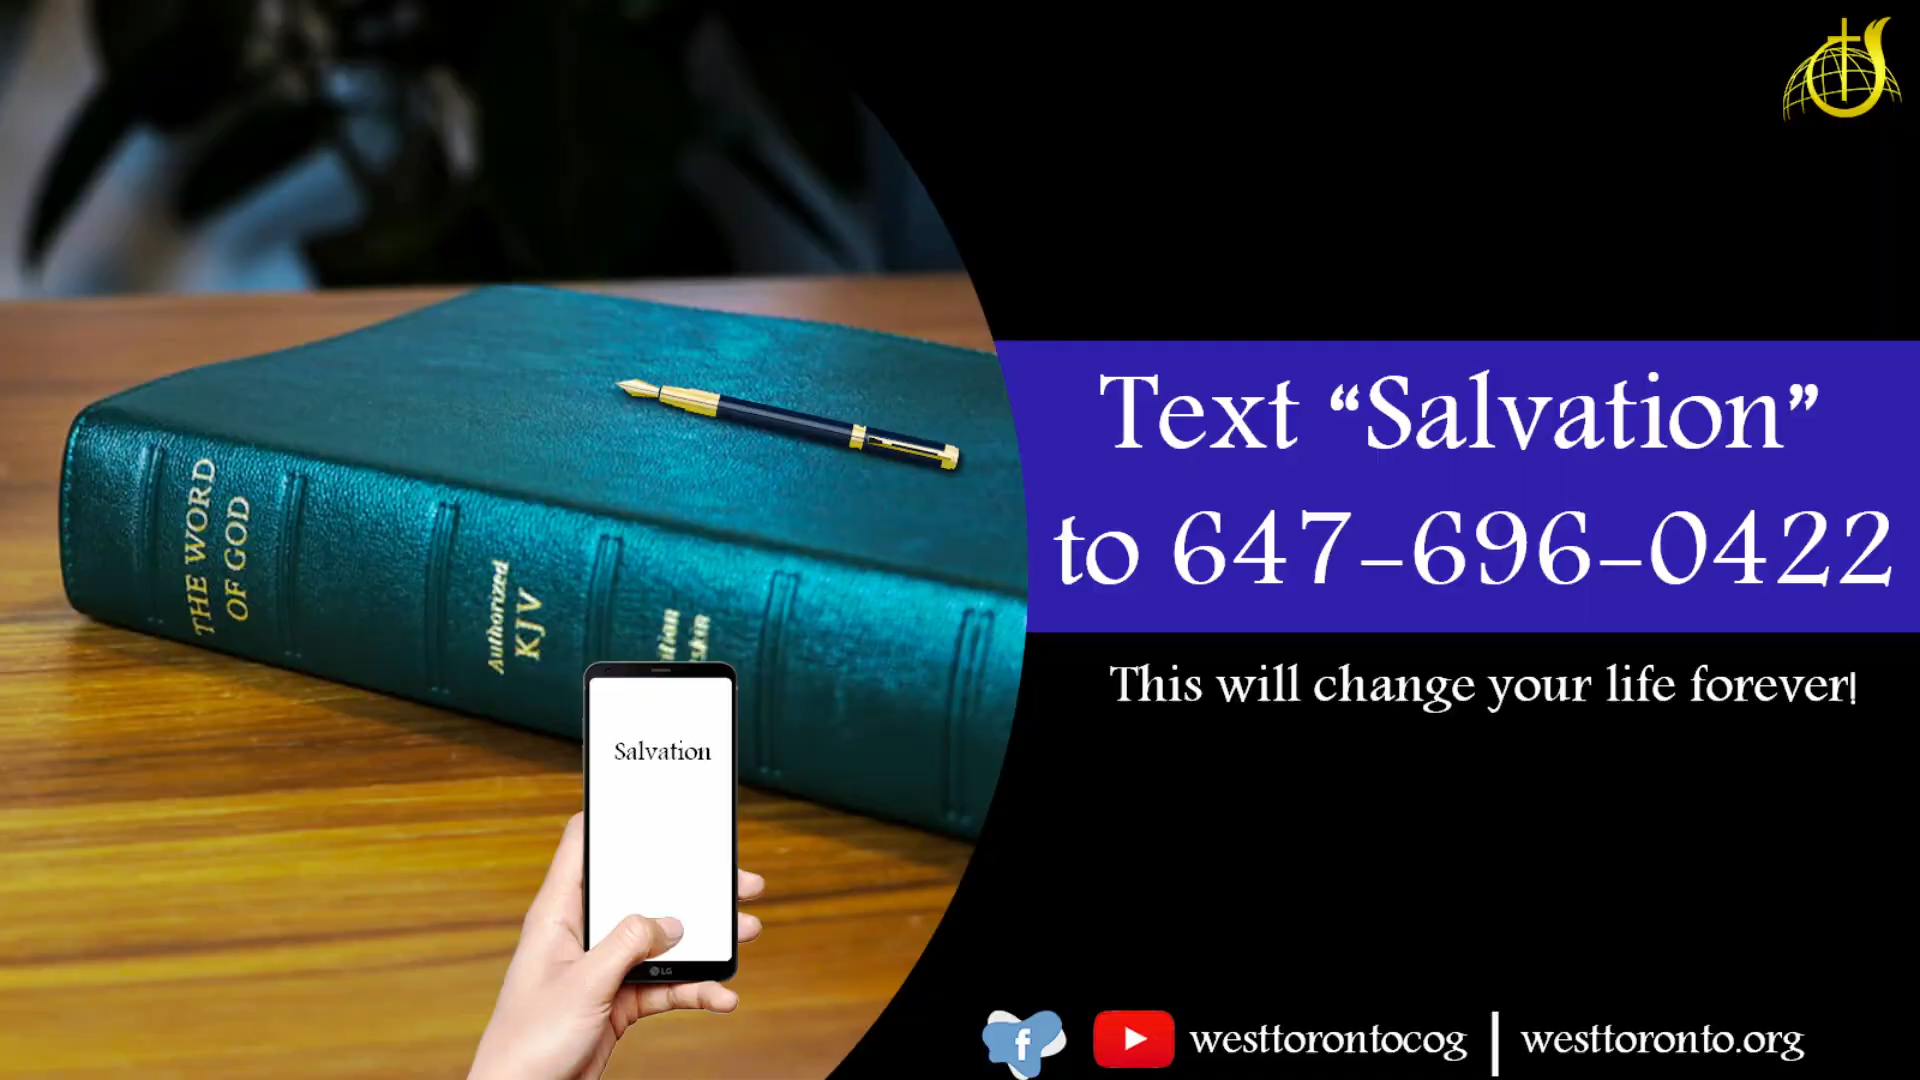 Text “Salvation”
to 647-696-0422
This will change your life forever!
THE WORD
OF GOD
Authorized
KJV
Salvation
LG
westtorontocog | westtoronto.org